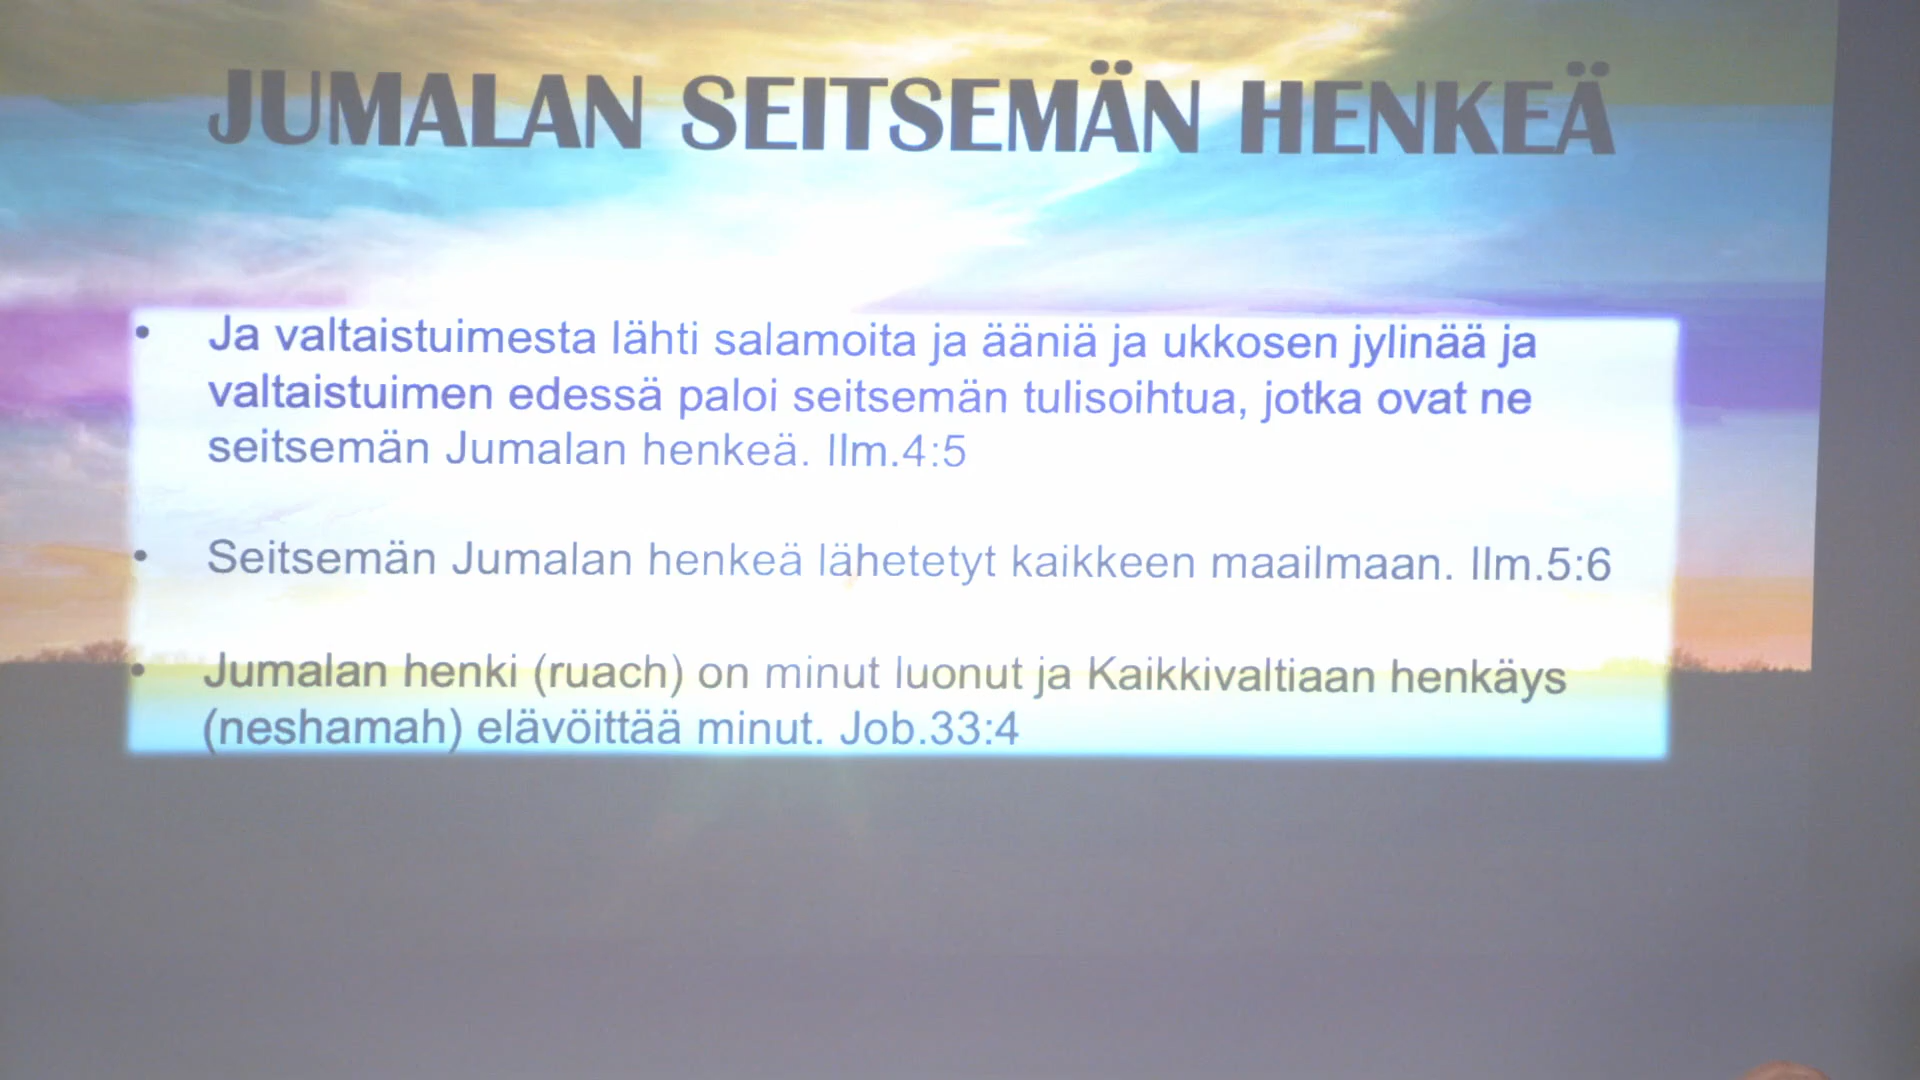 JUMALAN SEITSEMÄN HENKEÄ
• Ja valtaistuimesta lähti salamoita ja ääniä ja ukkosen jylinää ja
valtaistuimen edessä paloi seitsemän tulisoihtua, jotka ovat ne
seitsemän Jumalan henkeä. Ilm.4:5
• Seitsemän Jumalan henkeä lähetetyt kaikkeen maailmaan. Ilm.5:6
• Jumalan henki (ruach) on minut luonut ja Kaikkivaltiaan henkäys
(neshamah) elävöittää minut. Job.33:4